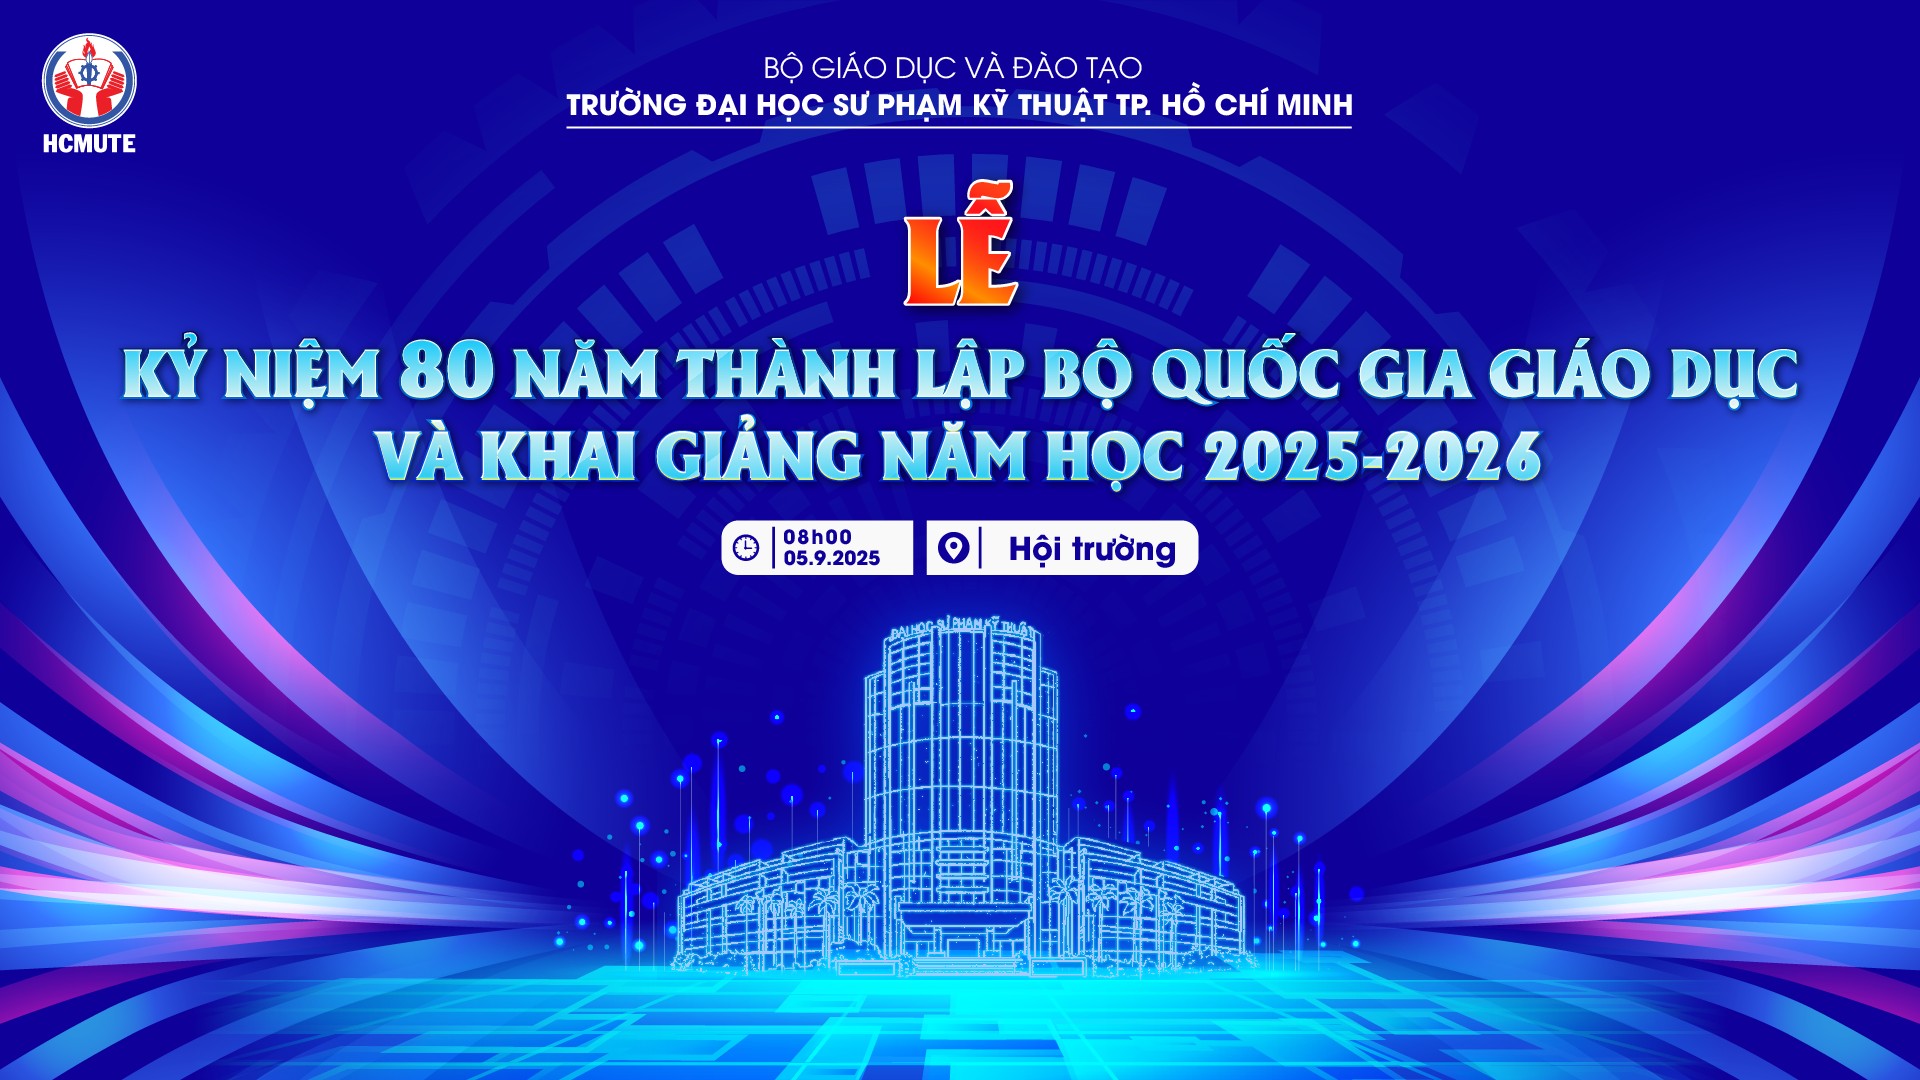 HCMUTE
BỘ GIÁO DỤC VÀ ĐÀO TẠO
TRƯỜNG ĐẠI HỌC SƯ PHẠM KỸ THUẬT TP. HỒ CHÍ MINH
LỄ
KỶ NIỆM 80 NĂM THÀNH LẬP BỘ QUỐC GIA GIÁO DỤC
VÀ KHAI GIẢNG NĂM HỌC 2025-2026
08h00
05.9.2025
Hội trường
ĐẠI HỌC SƯ PHẠM KỸ THUẬT